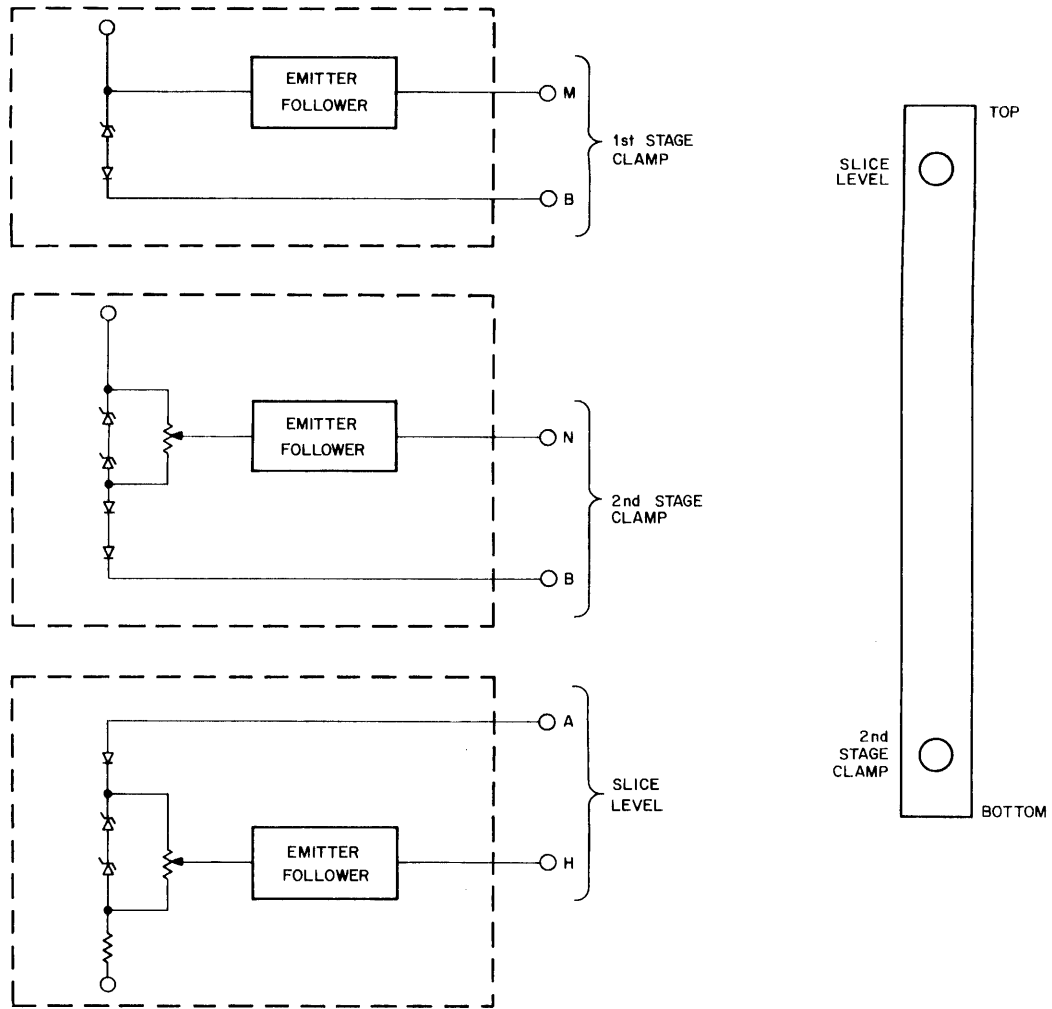 EMITTER
FOLLOWER
M
1st STAGE
CLAMP
B
EMITTER
FOLLOWER
N
2nd STAGE
CLAMP
B
A
SLICE
LEVEL
EMITTER
FOLLOWER
H
TOP
SLICE
LEVEL
2nd
STAGE
CLAMP
BOTTOM